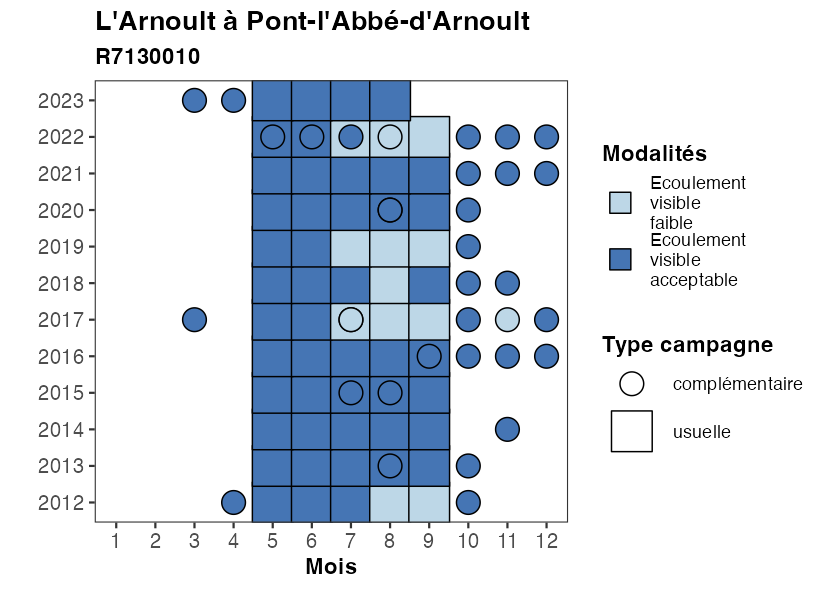 L'Arnoult à Pont-l'Abbé-d'Arnoult
R7130010
2023
2022
2021
2020
2019
2018
2017
2016
2015
2014
2013
2012
1 2 3 4 5 6 7 8 9 10 11 12
Mois
Modalités
Ecoulement
visible
faible
Ecoulement
visible
acceptable
Type campagne
complémentaire
usuelle